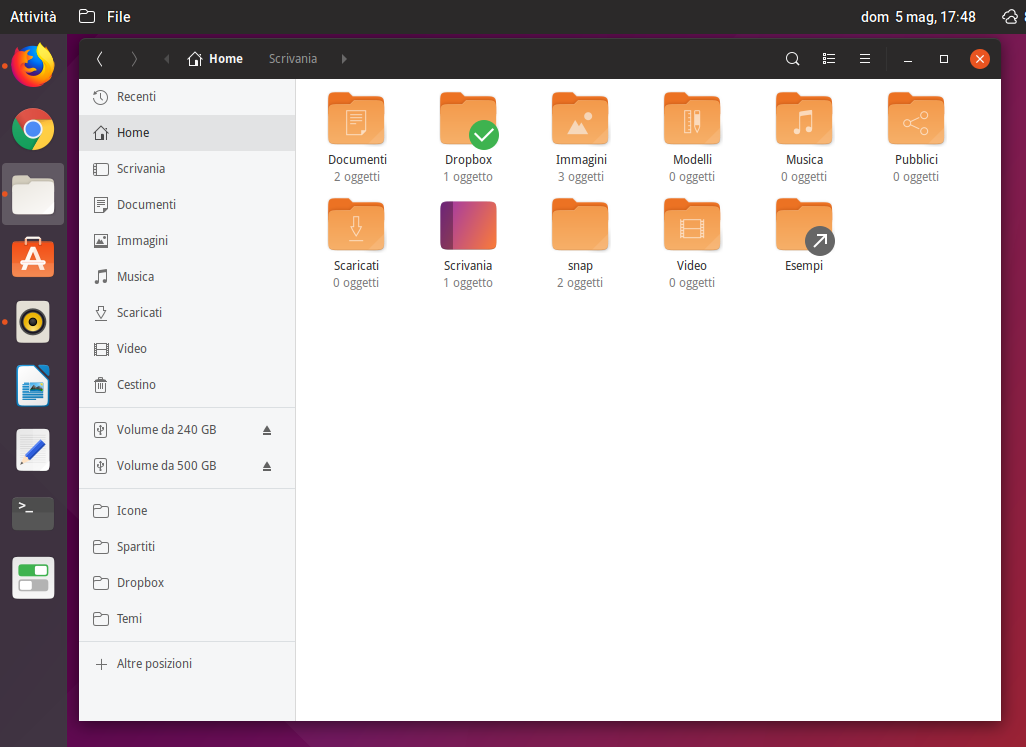 Attività File dom 5 mag, 17:48
Home Scrivania
Recenti
Home
Scrivania
Documenti
Immagini
Musica
Scaricati
Video
Cestino
Volume da 240 GB
Volume da 500 GB
Icone
Spartiti
Dropbox
Temi
Altre posizioni
Documenti
2 oggetti
Dropbox
1 oggetto
Immagini
3 oggetti
Modelli
0 oggetti
Musica
0 oggetti
Pubblici
0 oggetti
Scaricati
0 oggetti
Scrivania
1 oggetto
snap
2 oggetti
Video
0 oggetti
Esempi
>_